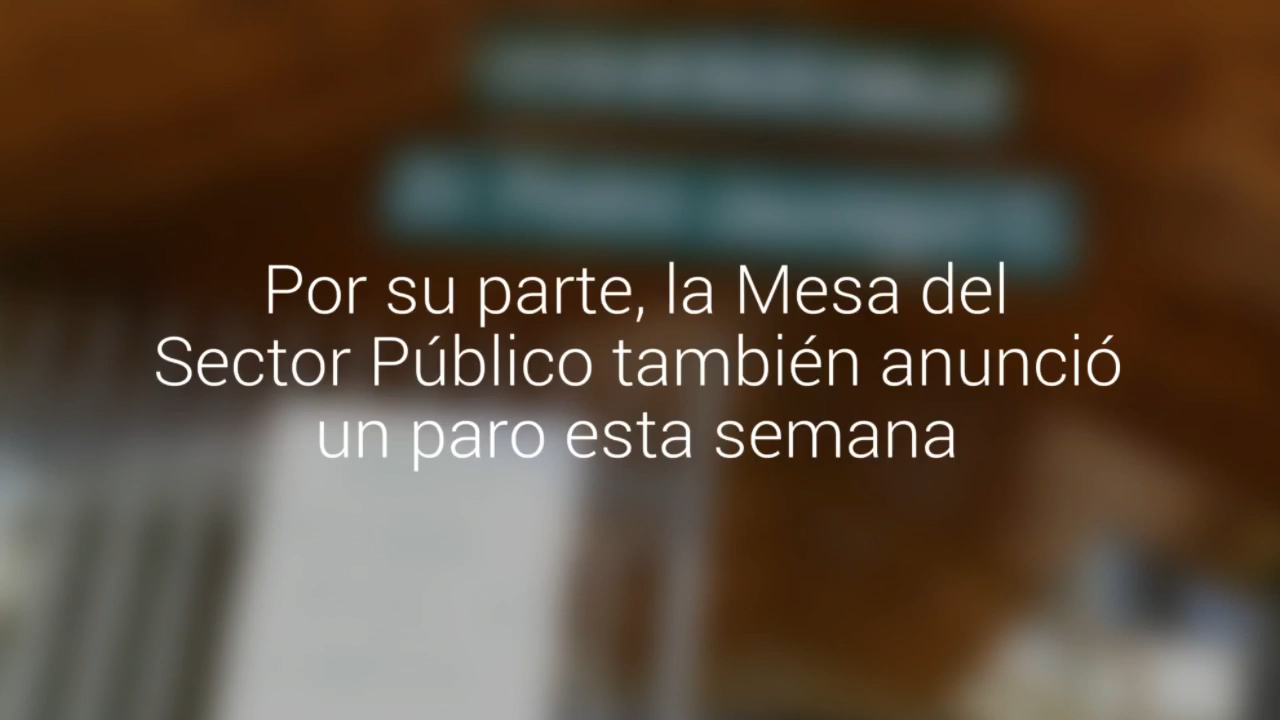 Por su parte, la Mesa del
Sector Público también anunció
un paro esta semana